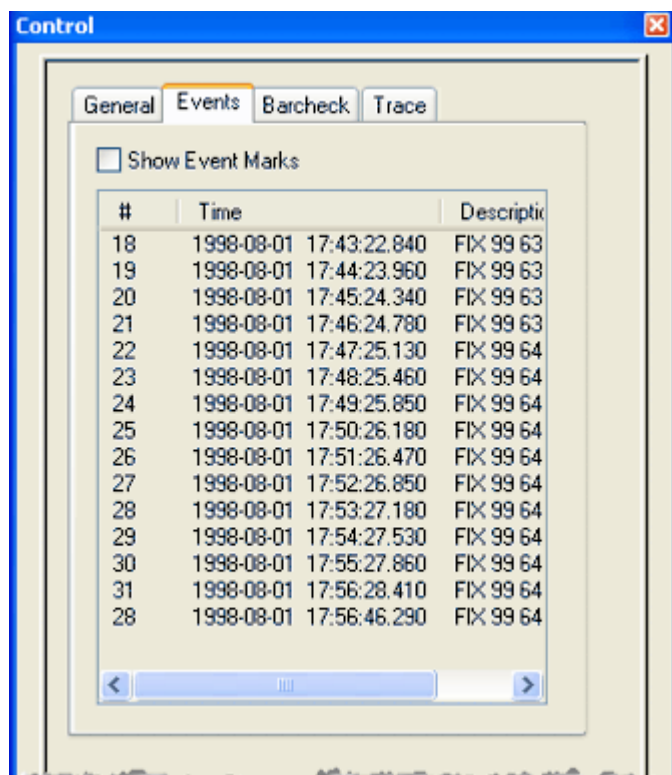 Control
General Events Barcheck Trace
Show Event Marks
# Time Descriptic
18 1998-08-01 17:43:22.840 FIX 99 63
19 1998-08-01 17:44:23.960 FIX 99 63
20 1998-08-01 17:45:24.340 FIX 99 63
21 1998-08-01 17:46:24.780 FIX 99 63
22 1998-08-01 17:47:25.130 FIX 99 64
23 1998-08-01 17:48:25.460 FIX 99 64
24 1998-08-01 17:49:25.850 FIX 99 64
25 1998-08-01 17:50:26.180 FIX 99 64
26 1998-08-01 17:51:26.470 FIX 99 64
27 1998-08-01 17:52:26.850 FIX 99 64
28 1998-08-01 17:53:27.180 FIX 99 64
29 1998-08-01 17:54:27.530 FIX 99 64
30 1998-08-01 17:55:27.860 FIX 99 64
31 1998-08-01 17:56:28.410 FIX 99 64
28 1998-08-01 17:56:46.290 FIX 99 64